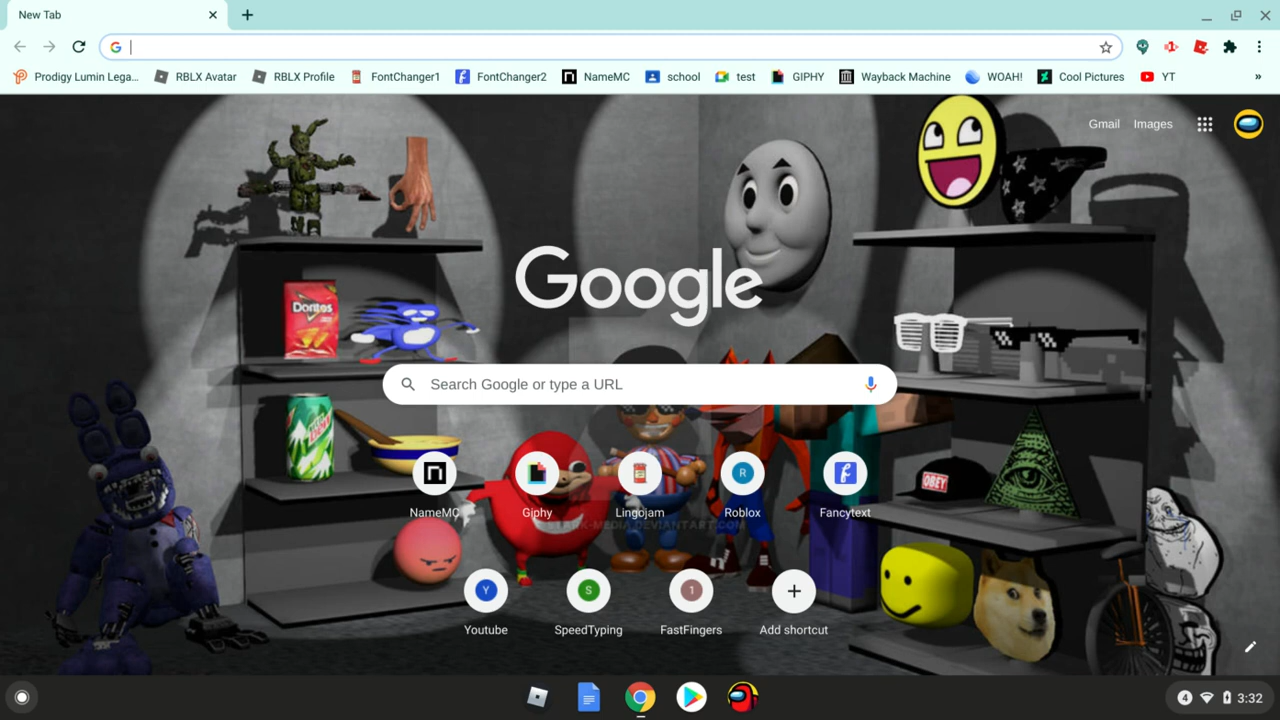 New Tab
Prodigy Lumin Lega... RBLX Avatar RBLX Profile FontChanger1 FontChanger2 NameMC school test GIPHY Wayback Machine WOAH! Cool Pictures YT »
Gmail Images
Google
Doritos
Search Google or type a URL
OBEY
NameMC Giphy Lingojam Roblox Fancytext
Y S 1
Youtube SpeedTyping FastFingers Add shortcut
4 3:32